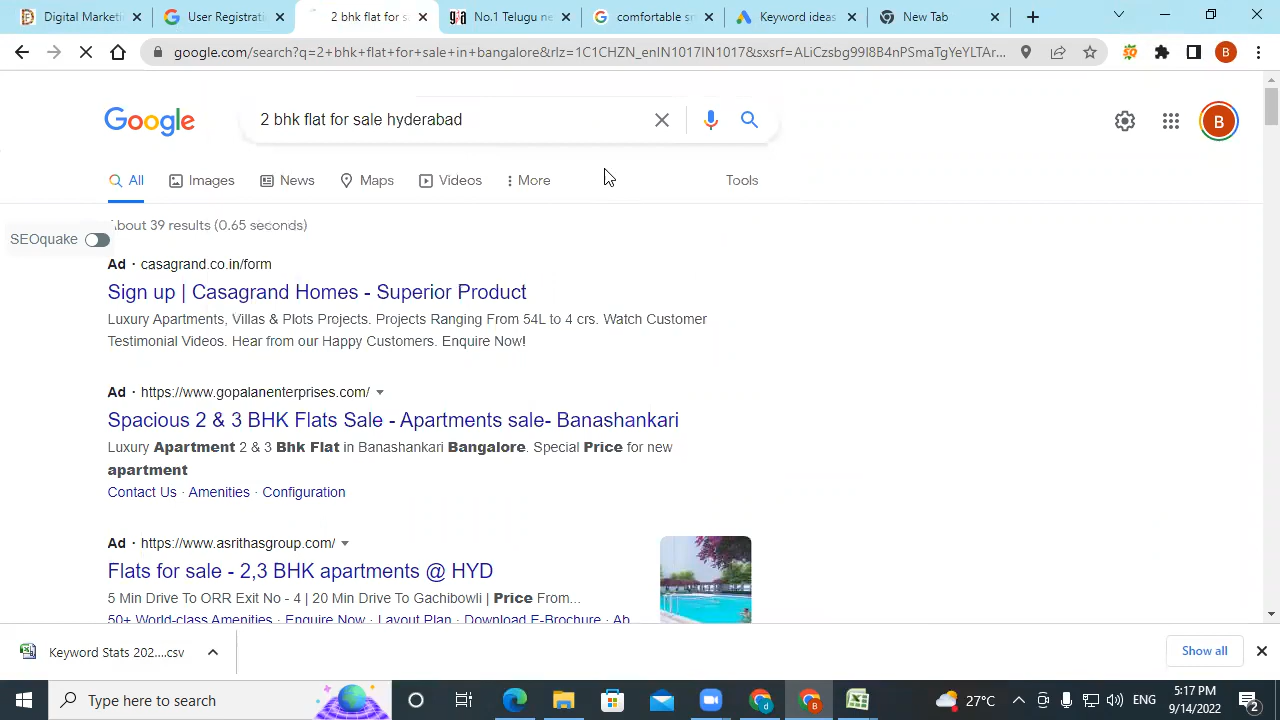 Digital Marketi
User Registrati
2 bhk flat for sa
No.1 Telugu ne
comfortable sn
Keyword ideas
New Tab
google.com/search?q=2+bhk+flat+for+sale+in+bangalore&rlz=1C1CHZN_enIN1017IN1017&sxsrf=ALiCzsbg99I8B4nPSmaTgYeYLTAr...
B
Google
2 bhk flat for sale hyderabad
B
All
Images
News
Maps
Videos
More
Tools
About 39 results (0.65 seconds)
SEOquake
Ad · casagrand.co.in/form
Sign up | Casagrand Homes - Superior Product
Luxury Apartments, Villas & Plots Projects. Projects Ranging From 54L to 4 crs. Watch Customer
Testimonial Videos. Hear from our Happy Customers. Enquire Now!
Ad · https://www.gopalanenterprises.com/
Spacious 2 & 3 BHK Flats Sale - Apartments sale- Banashankari
Luxury Apartment 2 & 3 Bhk Flat in Banashankari Bangalore. Special Price for new
apartment
Contact Us · Amenities · Configuration
Ad · https://www.asrithasgroup.com/
Flats for sale - 2,3 BHK apartments @ HYD
5 Min Drive To ORR Exit No - 4 | 20 Min Drive To Gachibowli | Price From...
50+ World-class Amenities · Enquire Now · Layout Plan · Download E-Brochure · Ab
Keyword Stats 202....csv
Show all
Type here to search
27°C
ENG
5:17 PM
9/14/2022
2